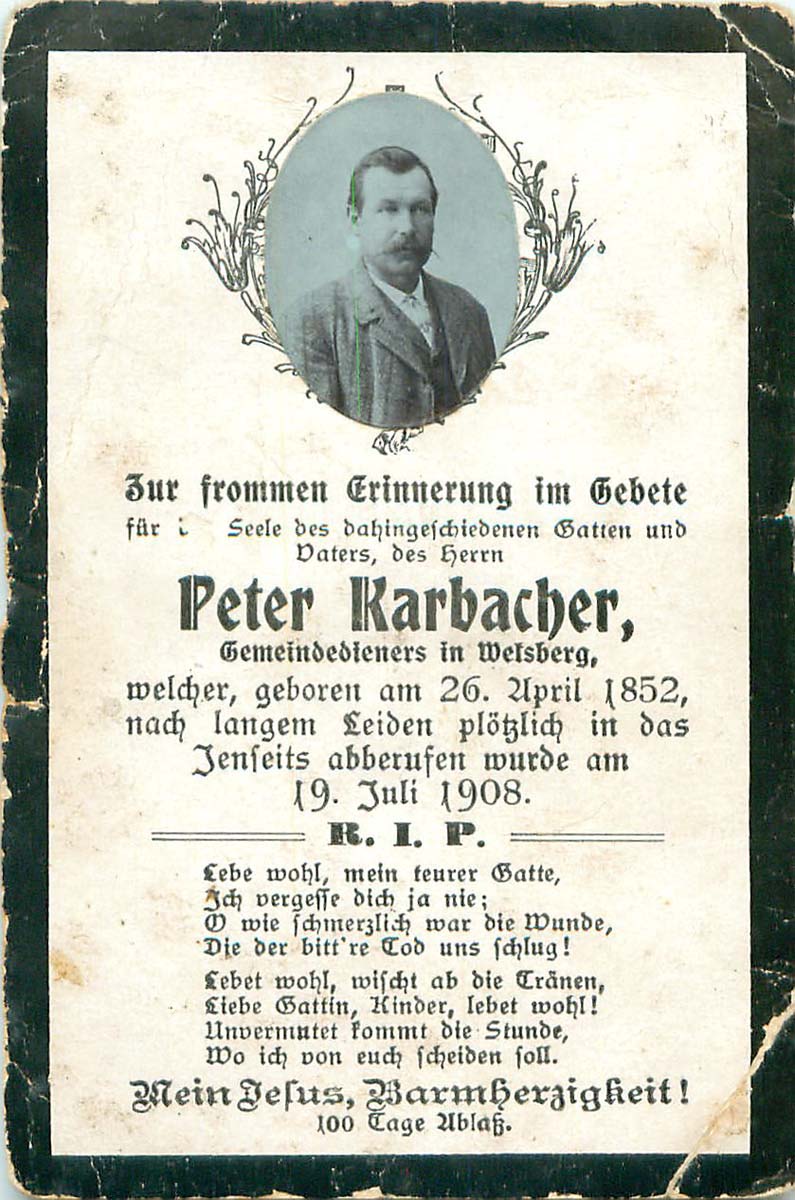 Zur frommen Erinnerung im Gebete
für Seele des dahingeschiedenen Gatten und
Vaters, des Herrn
Peter Karbacher,
Gemeindedieners in Welsberg,
welcher, geboren am 26. April 1852,
nach langem Leiden plötzlich in das
Jenseits abberufen wurde am
19. Juli 1908.
R. I. P.
Lebe wohl, mein teurer Gatte,
Ich vergesse dich ja nie;
O wie schmerzlich war die Wunde,
Die der bitt're Tod uns schlug!
Lebet wohl, wischt ab die Tränen,
Liebe Gattin, Kinder, lebet wohl!
Unvermutet kommt die Stunde,
Wo ich von euch scheiden soll.
Mein Jesus, Barmherzigkeit!
100 Tage Ablaß.